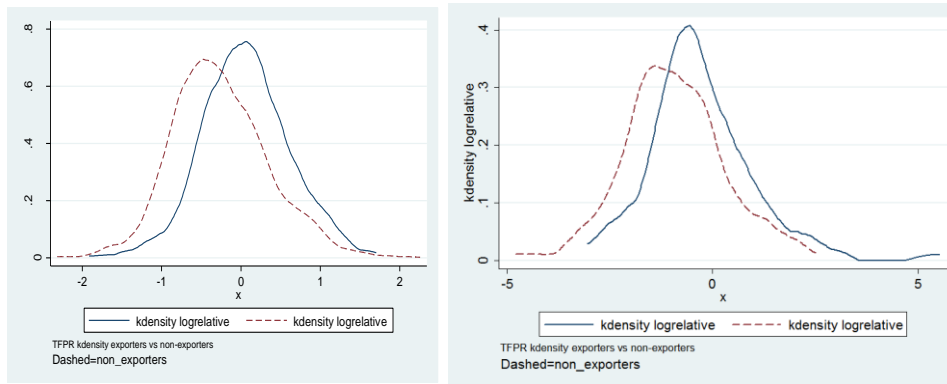 .8
.6
.4
.2
0
-2
-1
0
1
2
x
kdensity logrelative
kdensity logrelative
TFPR kdensity exporters vs non-exporters
Dashed=non_exporters
kdensity logrelative
.4
.3
.2
.1
0
-5
0
5
x
kdensity logrelative
kdensity logrelative
TFPR kdensity exporters vs non-exporters
Dashed=non_exporters